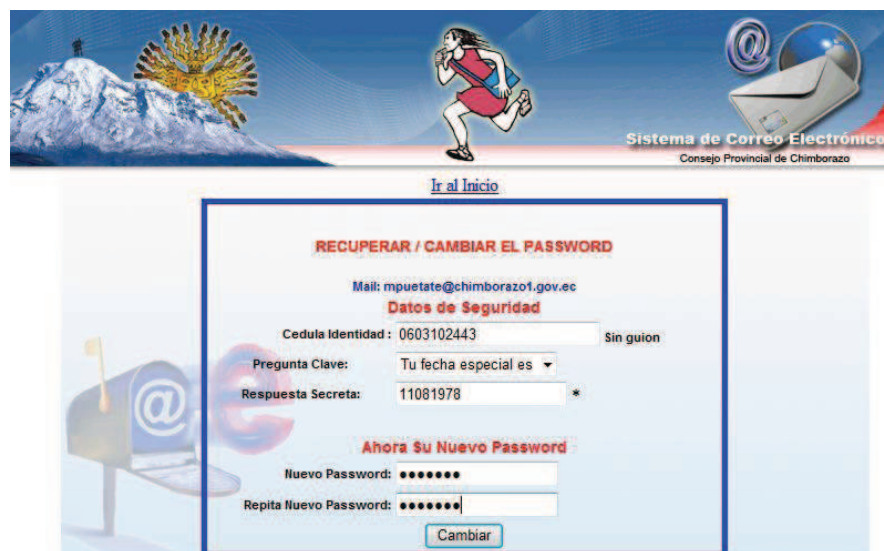 Sistema de Correo Electrónico
Consejo Provincial de Chimborazo
Ir al Inicio
RECUPERAR / CAMBIAR EL PASSWORD
Mail: mpuetate@chimborazo1.gov.ec
Datos de Seguridad
Cedula Identidad : 0603102443 Sin guion
Pregunta Clave: Tu fecha especial es
Respuesta Secreta: 11081978 *
Ahora Su Nuevo Password
Nuevo Password: •••••••
Repita Nuevo Password: •••••••
Cambiar